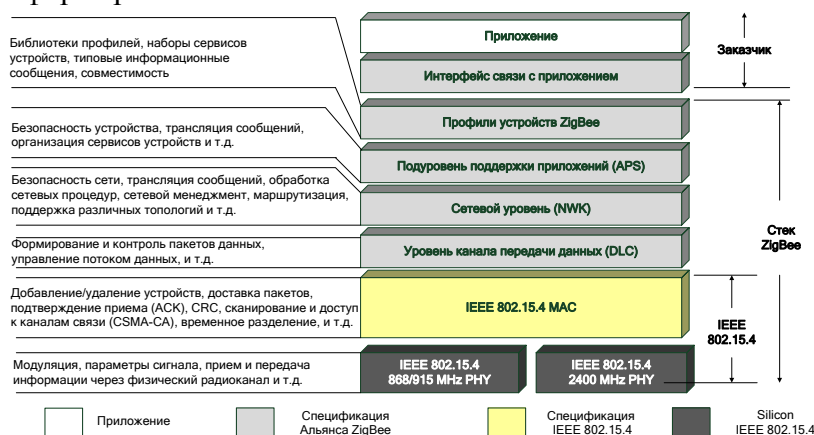 Приложение
Заказчик
Библиотеки профилей, наборы сервисов
устройств, типовые информационные
сообщения, совместимость
Интерфейс связи с приложением
Профили устройств ZigBee
Безопасность устройства, трансляция сообщений,
организация сервисов устройств и т.д.
Подуровень поддержки приложений (APS)
Безопасность сети, трансляция сообщений, обработка
сетевых процедур, сетевой менеджмент, маршрутизация,
поддержка различных топологий и т.д.
Сетевой уровень (NWK)
Стек
ZigBee
Формирование и контроль пакетов данных,
управление потоком данных, и т.д.
Уровень канала передачи данных (DLC)
Добавление/удаление устройств, доставка пакетов,
подтверждение приема (ACK), CRC, сканирование и доступ
к каналам связи (CSMA-CA), временное разделение, и т.д.
IEEE 802.15.4 MAC
IEEE
802.15.4
Модуляция, параметры сигнала, прием и передача
информации через физический радиоканал и т.д.
IEEE 802.15.4
868/915 MHz PHY
IEEE 802.15.4
2400 MHz PHY
Приложение
Спецификация
Альянса ZigBee
Спецификация
IEEE 802.15.4
Silicon
IEEE 802.15.4